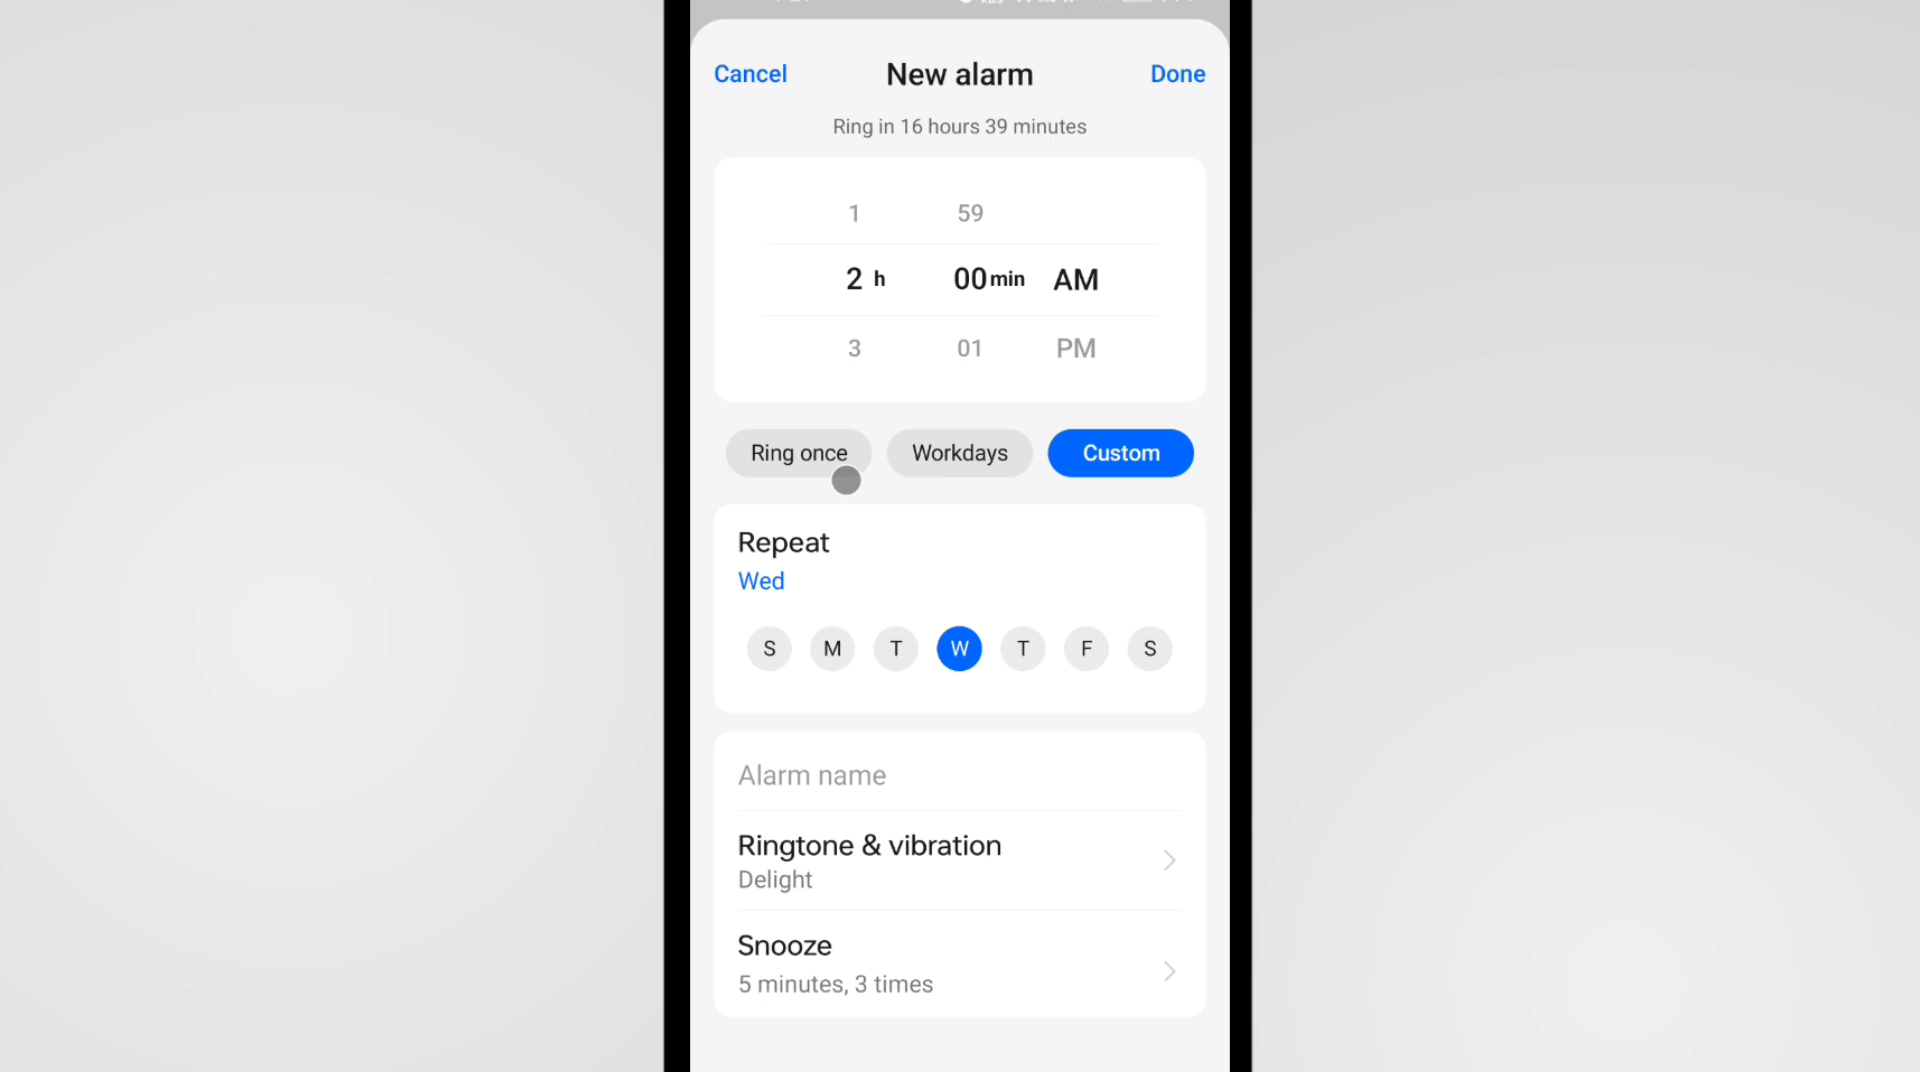 Cancel New alarm Done
Ring in 16 hours 39 minutes
1 59
2 h 00 min AM
3 01 PM
Ring once Workdays Custom
Repeat
Wed
S M T W T F S
Alarm name
Ringtone & vibration
Delight
Snooze
5 minutes, 3 times